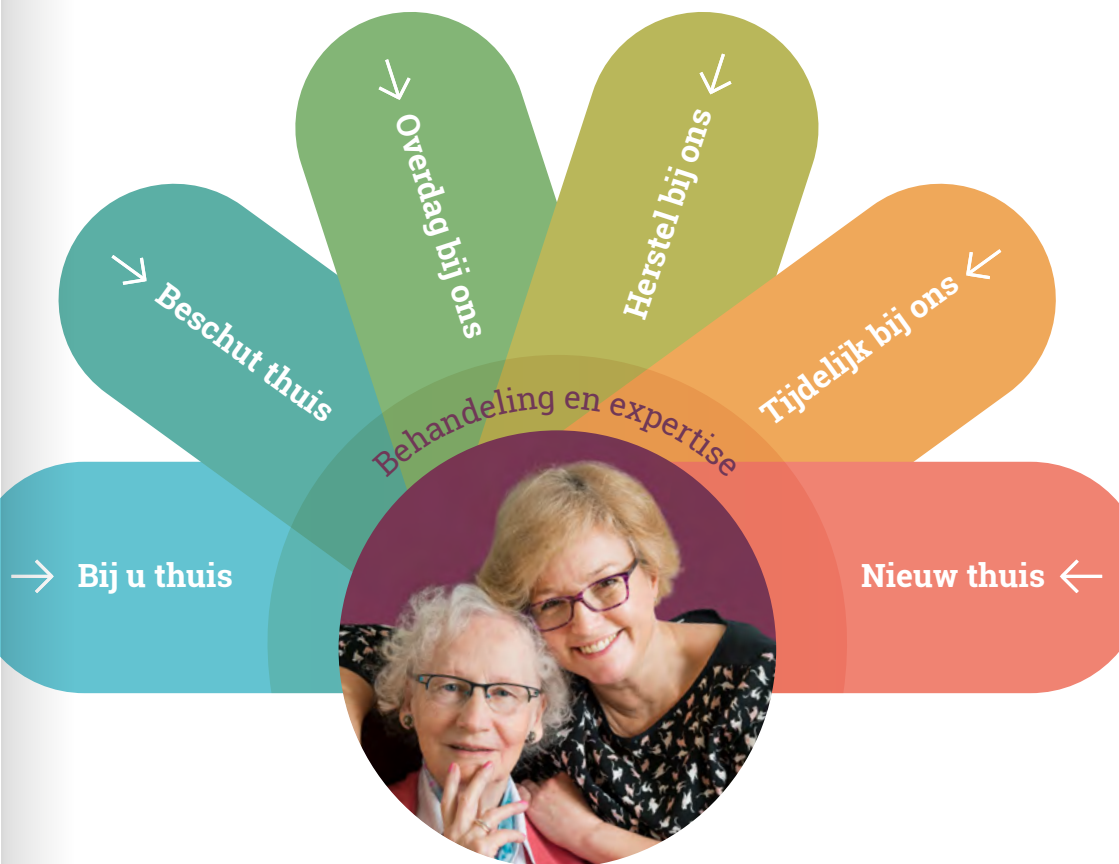 Bij u thuis
Beschut thuis
Overdag bij ons
Herstel bij ons
Tijdelijk bij ons
Nieuw thuis
Behandeling en expertise